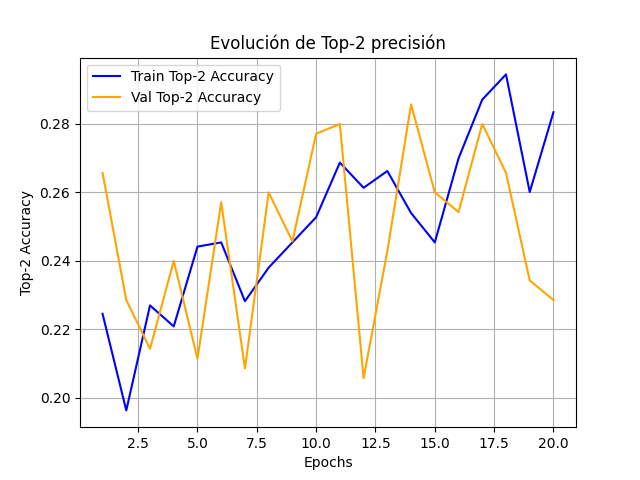 Evolución de Top-2 precisión
Train Top-2 Accuracy
Val Top-2 Accuracy
Top-2 Accuracy
0.28
0.26
0.24
0.22
0.20
2.5 5.0 7.5 10.0 12.5 15.0 17.5 20.0
Epochs